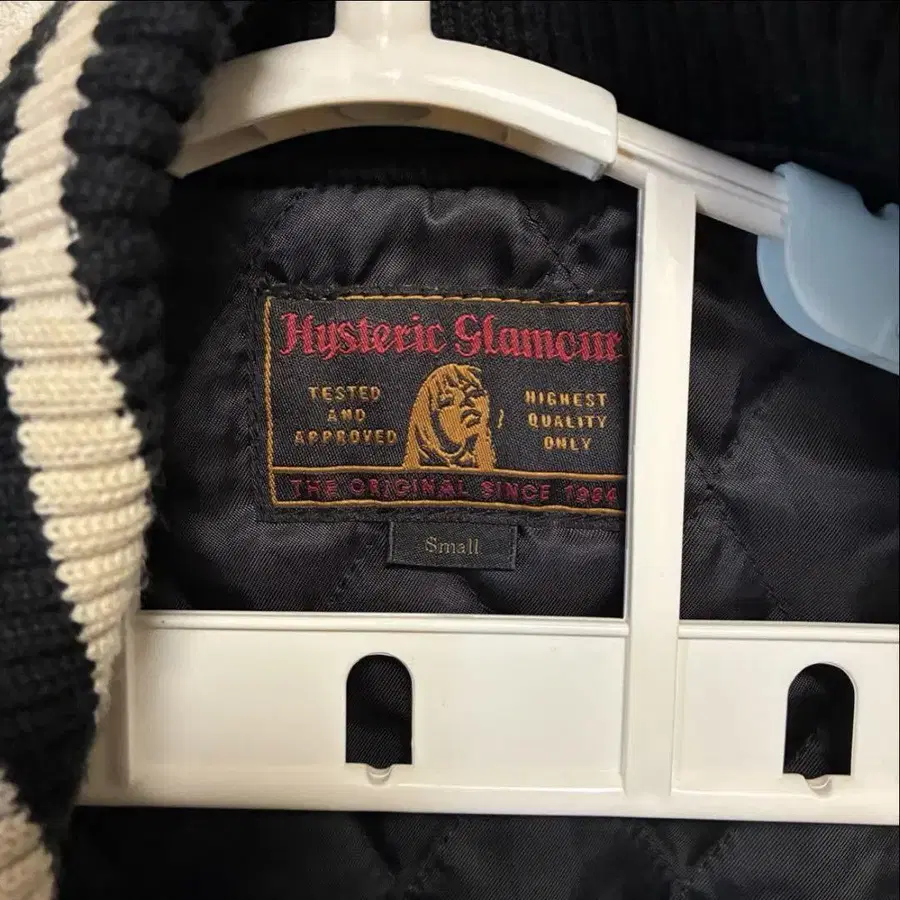 Hysteric Glamour
TESTED
AND
APPROVED
HIGHEST
QUALITY
ONLY
THE ORIGINAL SINCE 1984
Small